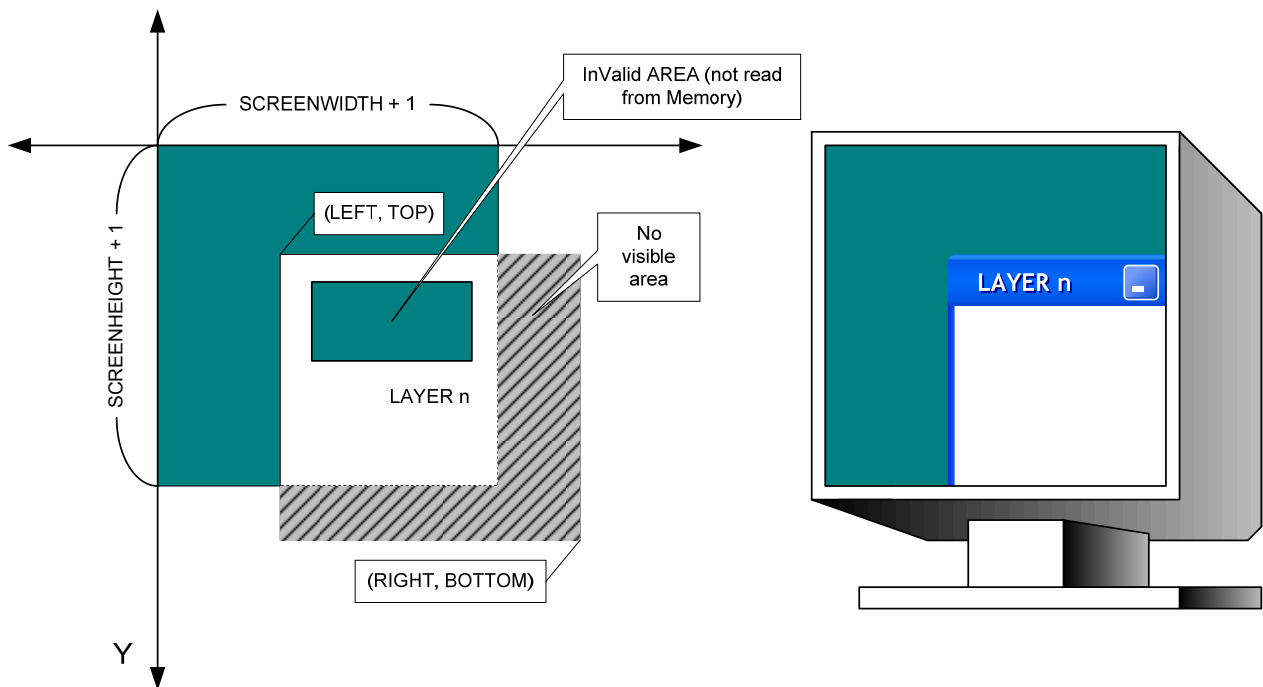 InValid AREA (not read
from Memory)
SCREENWIDTH + 1
SCREENHEIGHT + 1
(LEFT, TOP)
No
visible
area
LAYER n
LAYER n
(RIGHT, BOTTOM)
Y